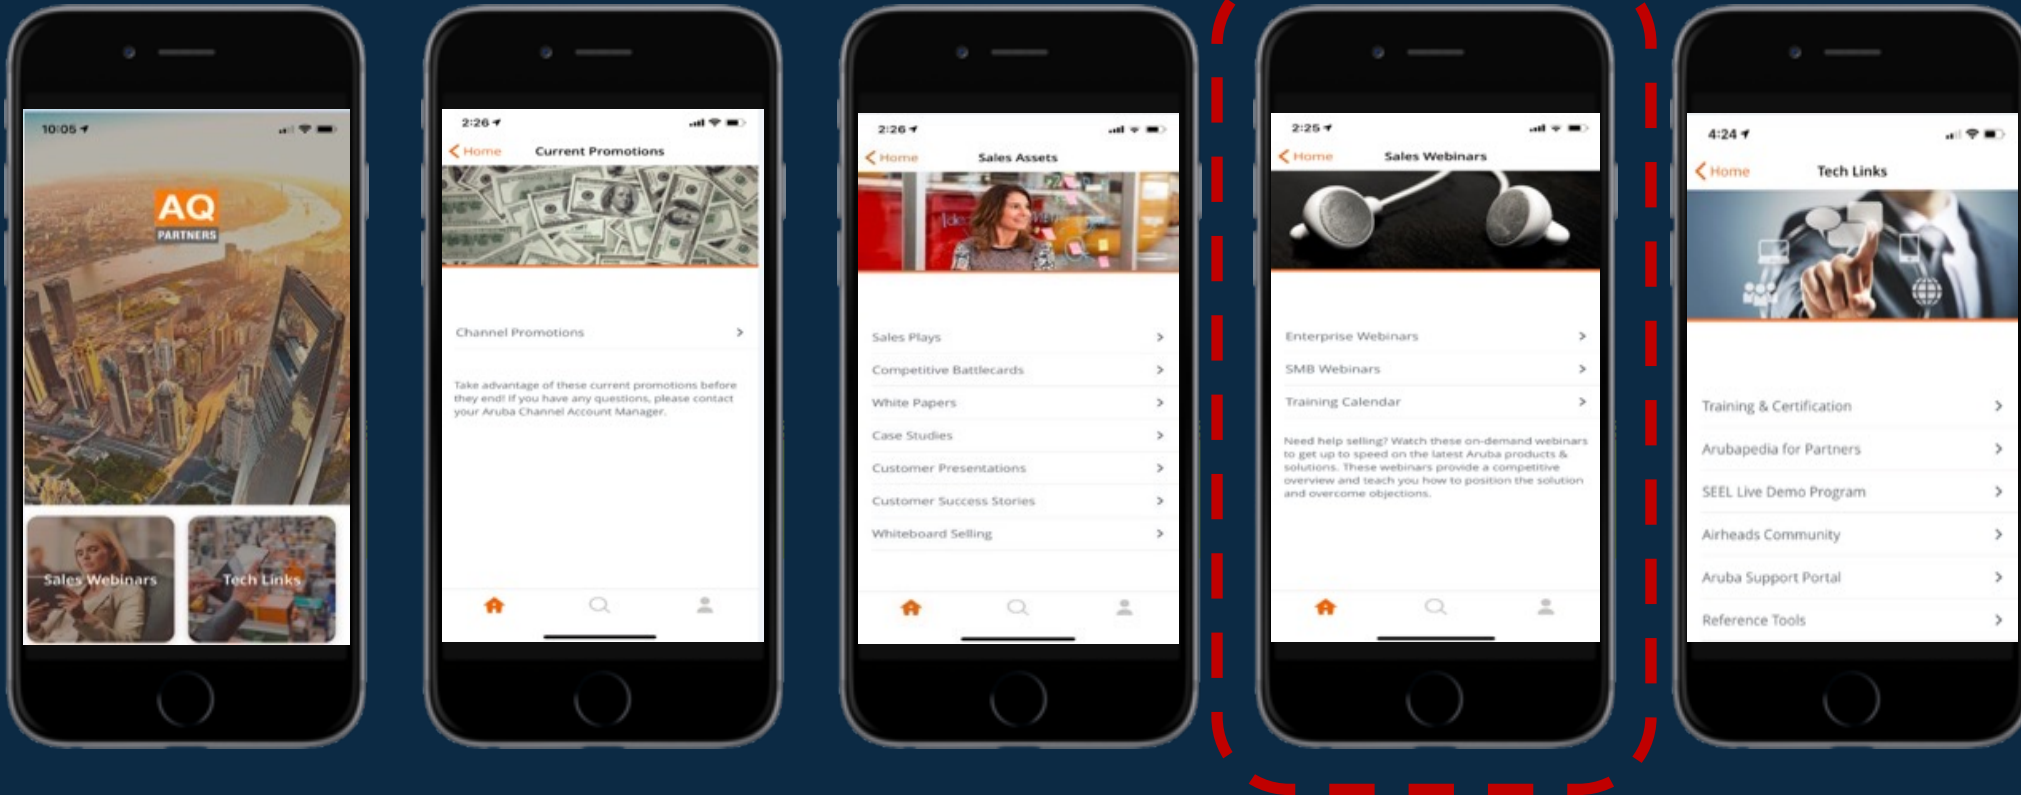 10:05
AQ
PARTNERS
Sales Webinars
Tech Links
2:26
Home
Current Promotions
Channel Promotions
Take advantage of these current promotions before
they end! If you have any questions, please contact
your Aruba Channel Account Manager.
2:26
Home
Sales Assets
Sales Plays
Competitive Battlecards
White Papers
Case Studies
Customer Presentations
Customer Success Stories
Whiteboard Selling
2:25
Home
Sales Webinars
Enterprise Webinars
SMB Webinars
Training Calendar
Need help selling? Watch these on-demand webinars
to get up to speed on the latest Aruba products &
solutions. These webinars provide a competitive
overview and teach you how to position the solution
and overcome objections.
4:24
Home
Tech Links
Training & Certification
Arubapedia for Partners
SEEL Live Demo Program
Airheads Community
Aruba Support Portal
Reference Tools